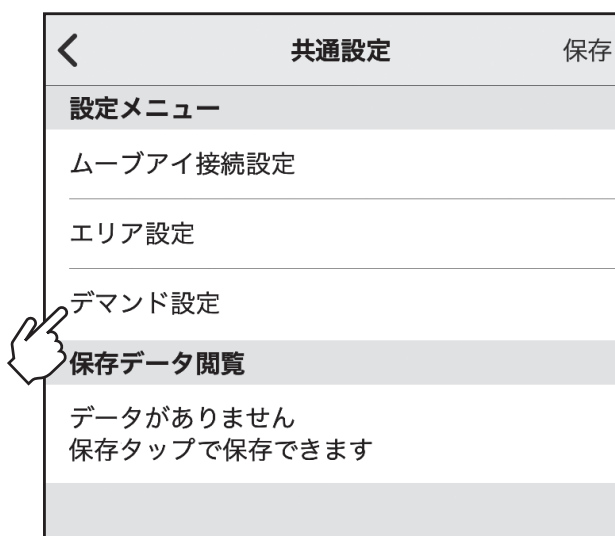 共通設定
保存
設定メニュー
ムーブアイ接続設定
エリア設定
デマンド設定
保存データ閲覧
データがありません
保存タップで保存できます